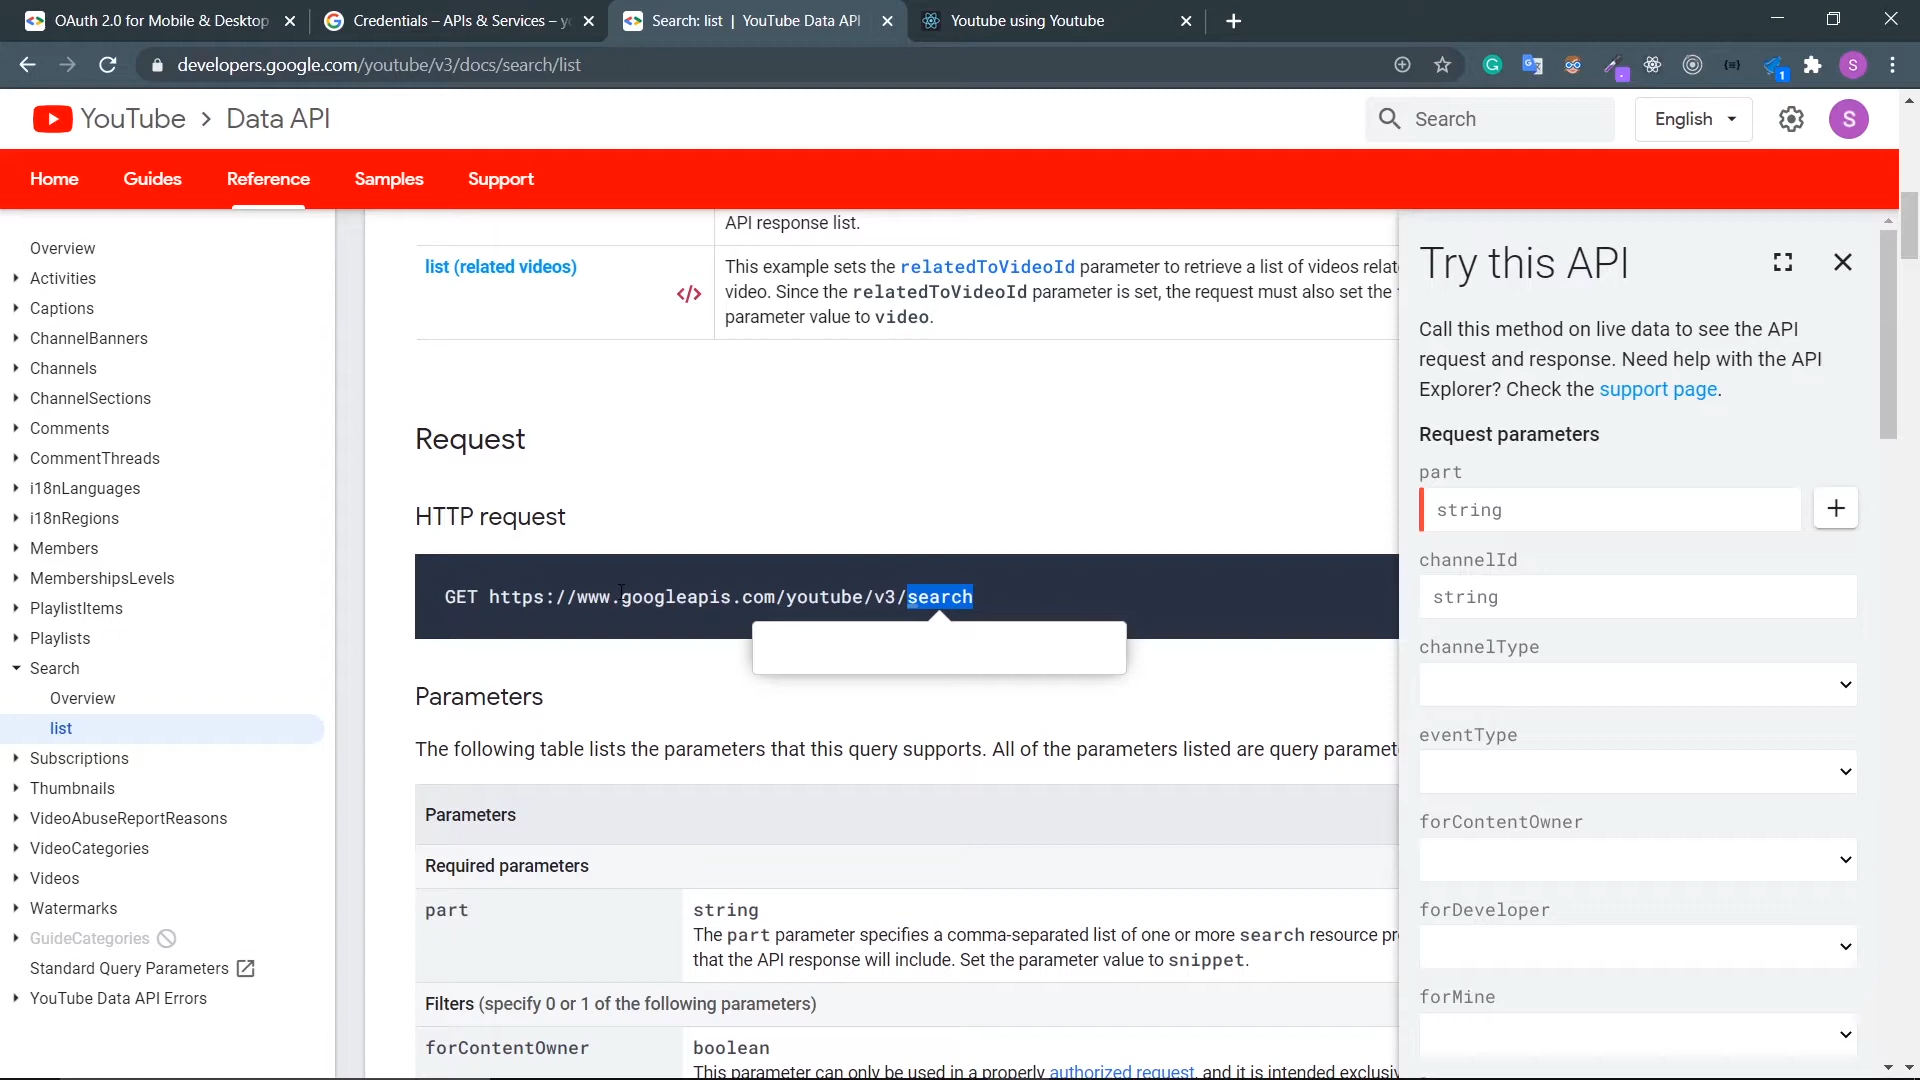 OAuth 2.0 for Mobile & Desktop
Credentials – APIs & Services – yo
Search: list | YouTube Data API
Youtube using Youtube
developers.google.com/youtube/v3/docs/search/list
S
1
YouTube > Data API
Search
English
S
Home
Guides
Reference
Samples
Support
Overview
Activities
Captions
ChannelBanners
Channels
ChannelSections
Comments
CommentThreads
i18nLanguages
i18nRegions
Members
MembershipsLevels
PlaylistItems
Playlists
Search
Overview
list
Subscriptions
Thumbnails
VideoAbuseReportReasons
VideoCategories
Videos
Watermarks
GuideCategories
Standard Query Parameters
YouTube Data API Errors
API response list.
list (related videos)
</>
This example sets the relatedToVideoId parameter to retrieve a list of videos relat
video. Since the relatedToVideoId parameter is set, the request must also set the
parameter value to video.
Request
HTTP request
GET https://www.googleapis.com/youtube/v3/search
Parameters
The following table lists the parameters that this query supports. All of the parameters listed are query paramet
Parameters
Required parameters
part
string
The part parameter specifies a comma-separated list of one or more search resource pr
that the API response will include. Set the parameter value to snippet.
Filters (specify 0 or 1 of the following parameters)
forContentOwner
boolean
This parameter can only be used in a properly authorized request, and it is intended exclusiv
Try this API
Call this method on live data to see the API
request and response. Need help with the API
Explorer? Check the support page.
Request parameters
part
string
channelId
string
channelType
eventType
forContentOwner
forDeveloper
forMine